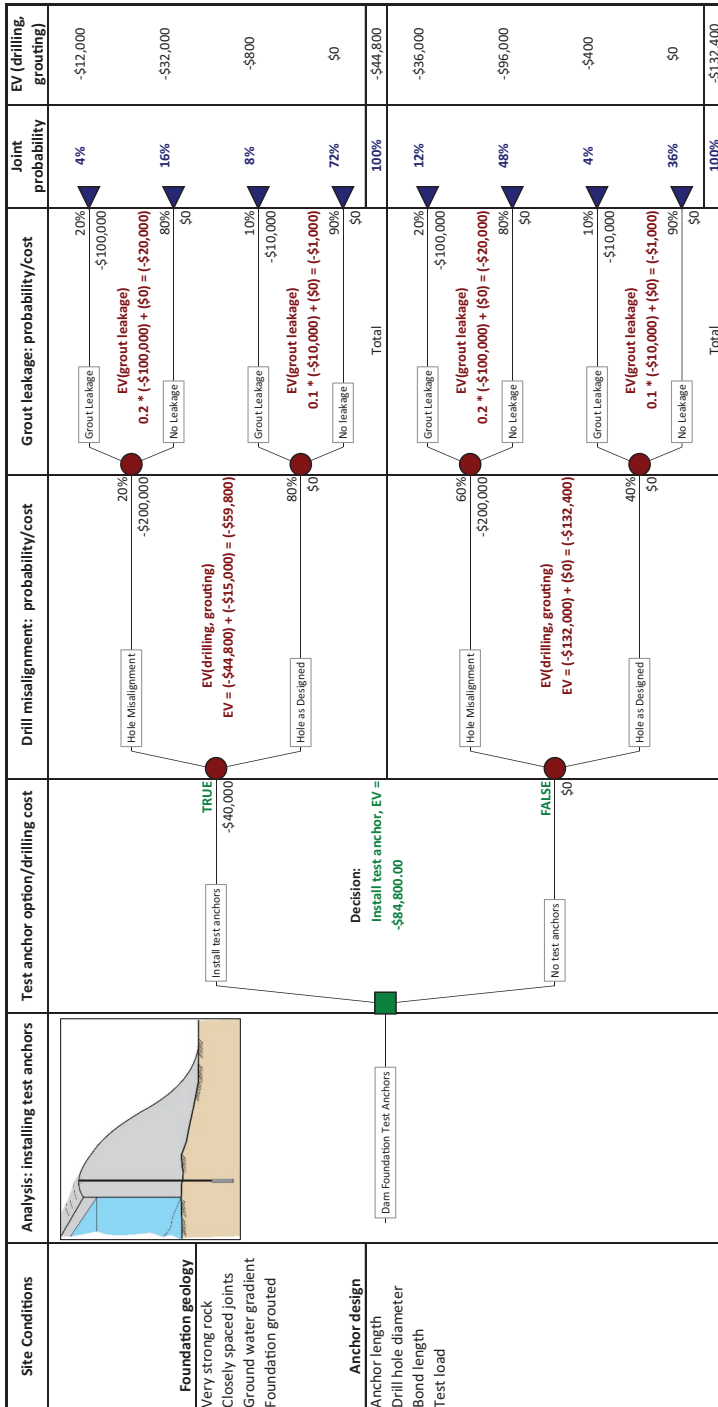 Site Conditions
Analysis: installing test anchors
Test anchor option/drilling cost
Drill misalignment: probability/cost
Grout leakage: probability/cost
Joint
probability
EV (drilling,
grouting)
Foundation geology
Very strong rock
Closely spaced joints
Ground water gradient
Foundation grouted
Anchor design
Anchor length
Drill hole diameter
Bond length
Test load
Dam Foundation Test Anchors
Install test anchors
TRUE
-$40,000
Decision:
Install test anchor, EV =
-$84,800.00
No test anchors
FALSE
$0
Hole Misalignment
20%
-$200,000
EV(drilling, grouting)
EV = (-$44,800) + (-$15,000) = (-$59,800)
Hole as Designed
80%
$0
Grout Leakage
20%
-$100,000
4%
-$12,000
EV(grout leakage)
0.2 * (-$100,000) + ($0) = (-$20,000)
No Leakage
80%
$0
16%
-$32,000
Grout Leakage
10%
-$10,000
8%
-$800
EV(grout leakage)
0.1 * (-$10,000) + ($0) = (-$1,000)
No leakage
90%
$0
72%
$0
Total
100%
-$44,800
Hole Misalignment
60%
-$200,000
EV(drilling, grouting)
EV = (-$132,000) + ($0) = (-$132,400)
Hole as Designed
40%
$0
Grout Leakage
20%
-$100,000
12%
-$36,000
EV(grout leakage)
0.2 * (-$100,000) + ($0) = (-$20,000)
No Leakage
80%
$0
48%
-$96,000
Grout Leakage
10%
-$10,000
4%
-$400
EV(grout leakage)
0.1 * (-$10,000) + ($0) = (-$1,000)
No Leakage
90%
$0
36%
$0
Total
100%
-$132,400